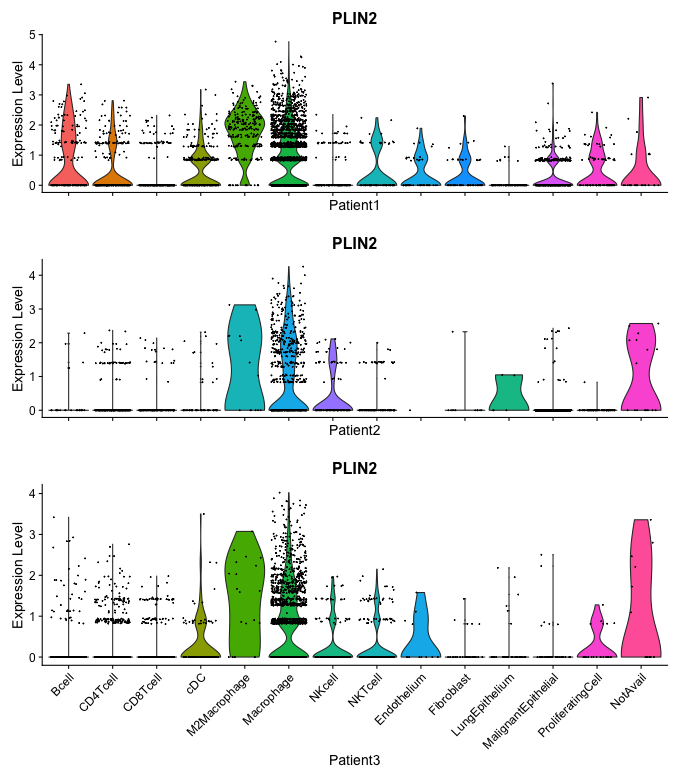 PLIN2
Expression Level
5
4
3
2
1
0
Patient1
PLIN2
Expression Level
4
3
2
1
0
Patient2
PLIN2
Expression Level
4
3
2
1
0
Bcell
CD4Tcell
CD8Tcell
cDC
M2Macrophage
Macrophage
NKcell
NKTcell
Endothelium
Fibroblast
LungEpithelium
MalignantEpithelial
ProliferatingCell
NotAvail
Patient3